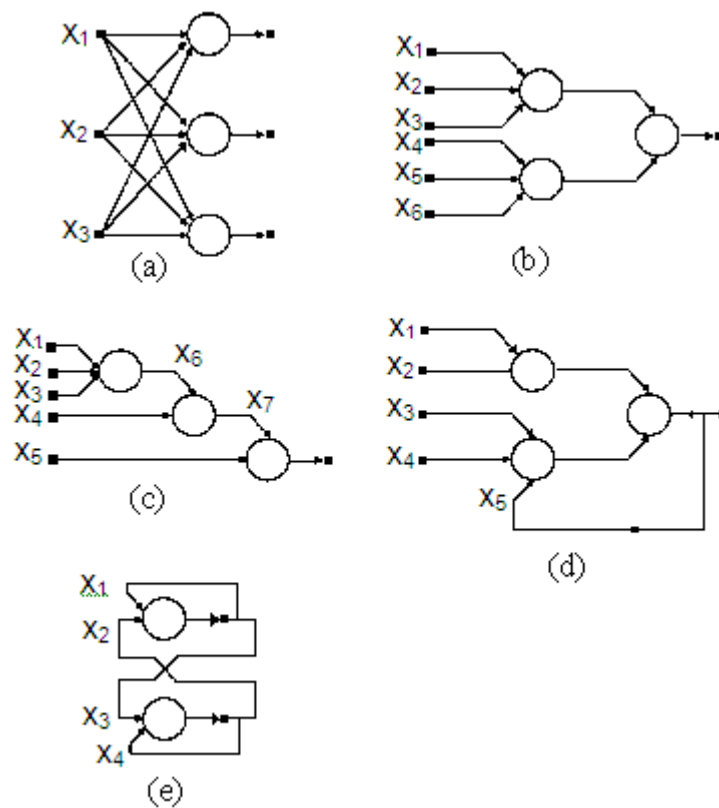 X₁
X₂
X₃
(a)
X₁
X₂
X₃
X₄
X₅
X₆
(b)
X₁
X₂
X₃
X₄
X₅
X₆
X₇
(c)
X₁
X₂
X₃
X₄
X₅
(d)
X₁
X₂
X₃
X₄
(e)